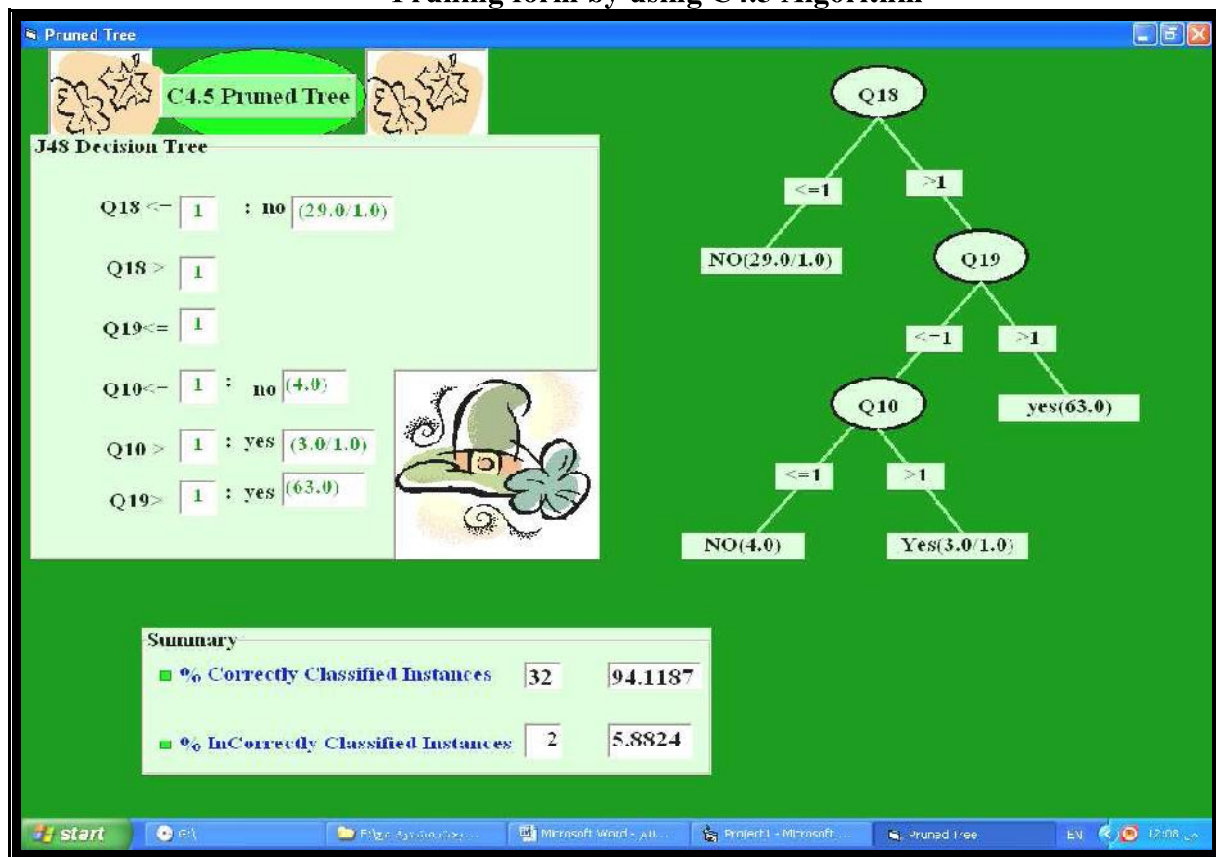 Pruning form by using C4.5 Algorithm
Pruned Tree
C4.5 Pruned Tree
J48 Decision Tree
Q18 <= 1 : no (29.0/1.0)
Q18 > 1
Q19<= 1
Q10<= 1 : no (4.0)
Q10 > 1 : yes (3.0/1.0)
Q19> 1 : yes (63.0)
Q18
<=1 >1
NO(29.0/1.0) Q19
<=1 >1
Q10 yes(63.0)
<=1 >1
NO(4.0) Yes(3.0/1.0)
Summary
% Correctly Classified Instances 32 94.1187
% InCorrectly Classified Instances 2 5.8824
start Microsoft Word - Project1 - Microsoft ... Pruned Tree EN 12:08